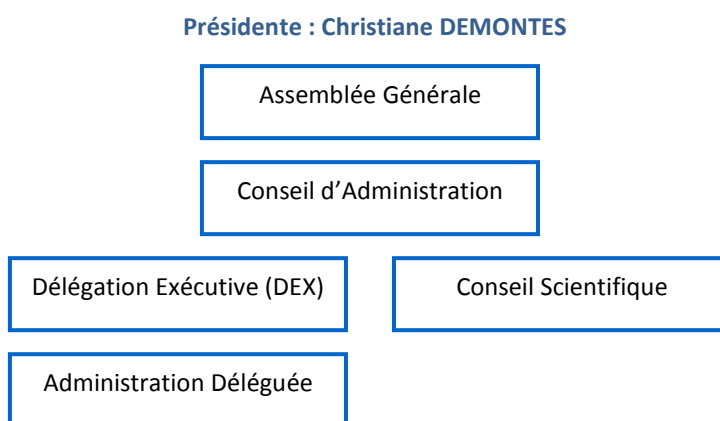 Présidente : Christiane DEMONTES
Assemblée Générale
Conseil d’Administration
Délégation Exécutive (DEX)
Conseil Scientifique
Administration Déléguée